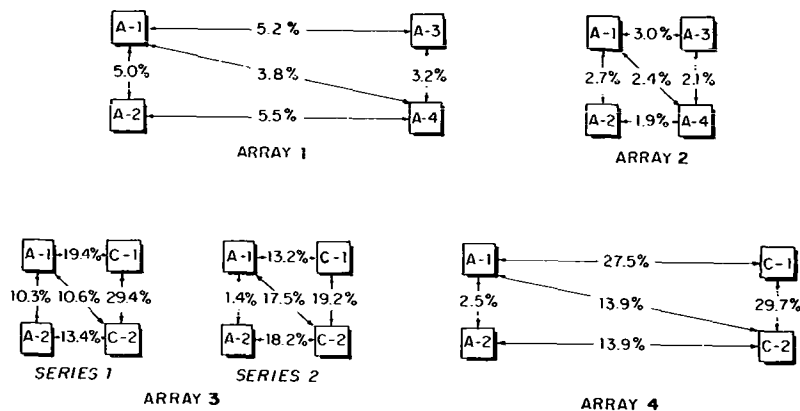 A-1 5.2% A-3
5.0% 3.8% 3.2%
A-2 5.5% A-4
ARRAY 1
A-1 3.0% A-3
2.7% 2.4% 2.1%
A-2 1.9% A-4
ARRAY 2
A-1 19.4% C-1
10.3% 10.6% 29.4%
A-2 13.4% C-2
SERIES 1
A-1 13.2% C-1
1.4% 17.5% 19.2%
A-2 18.2% C-2
SERIES 2
ARRAY 3
A-1 27.5% C-1
2.5% 13.9% 29.7%
A-2 13.9% C-2
ARRAY 4